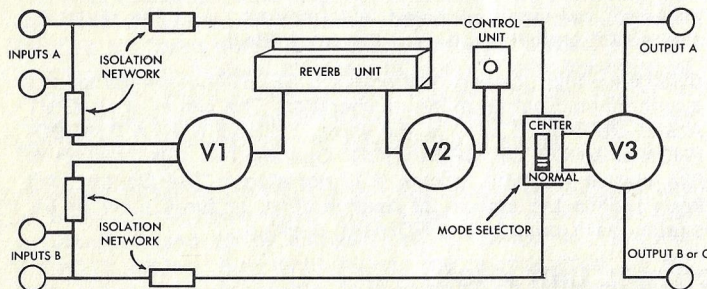 INPUTS A
ISOLATION
NETWORK
REVERB UNIT
CONTROL
UNIT
OUTPUT A
V1
V2
CENTER
NORMAL
V3
MODE SELECTOR
ISOLATION
NETWORK
INPUTS B
OUTPUT B or C